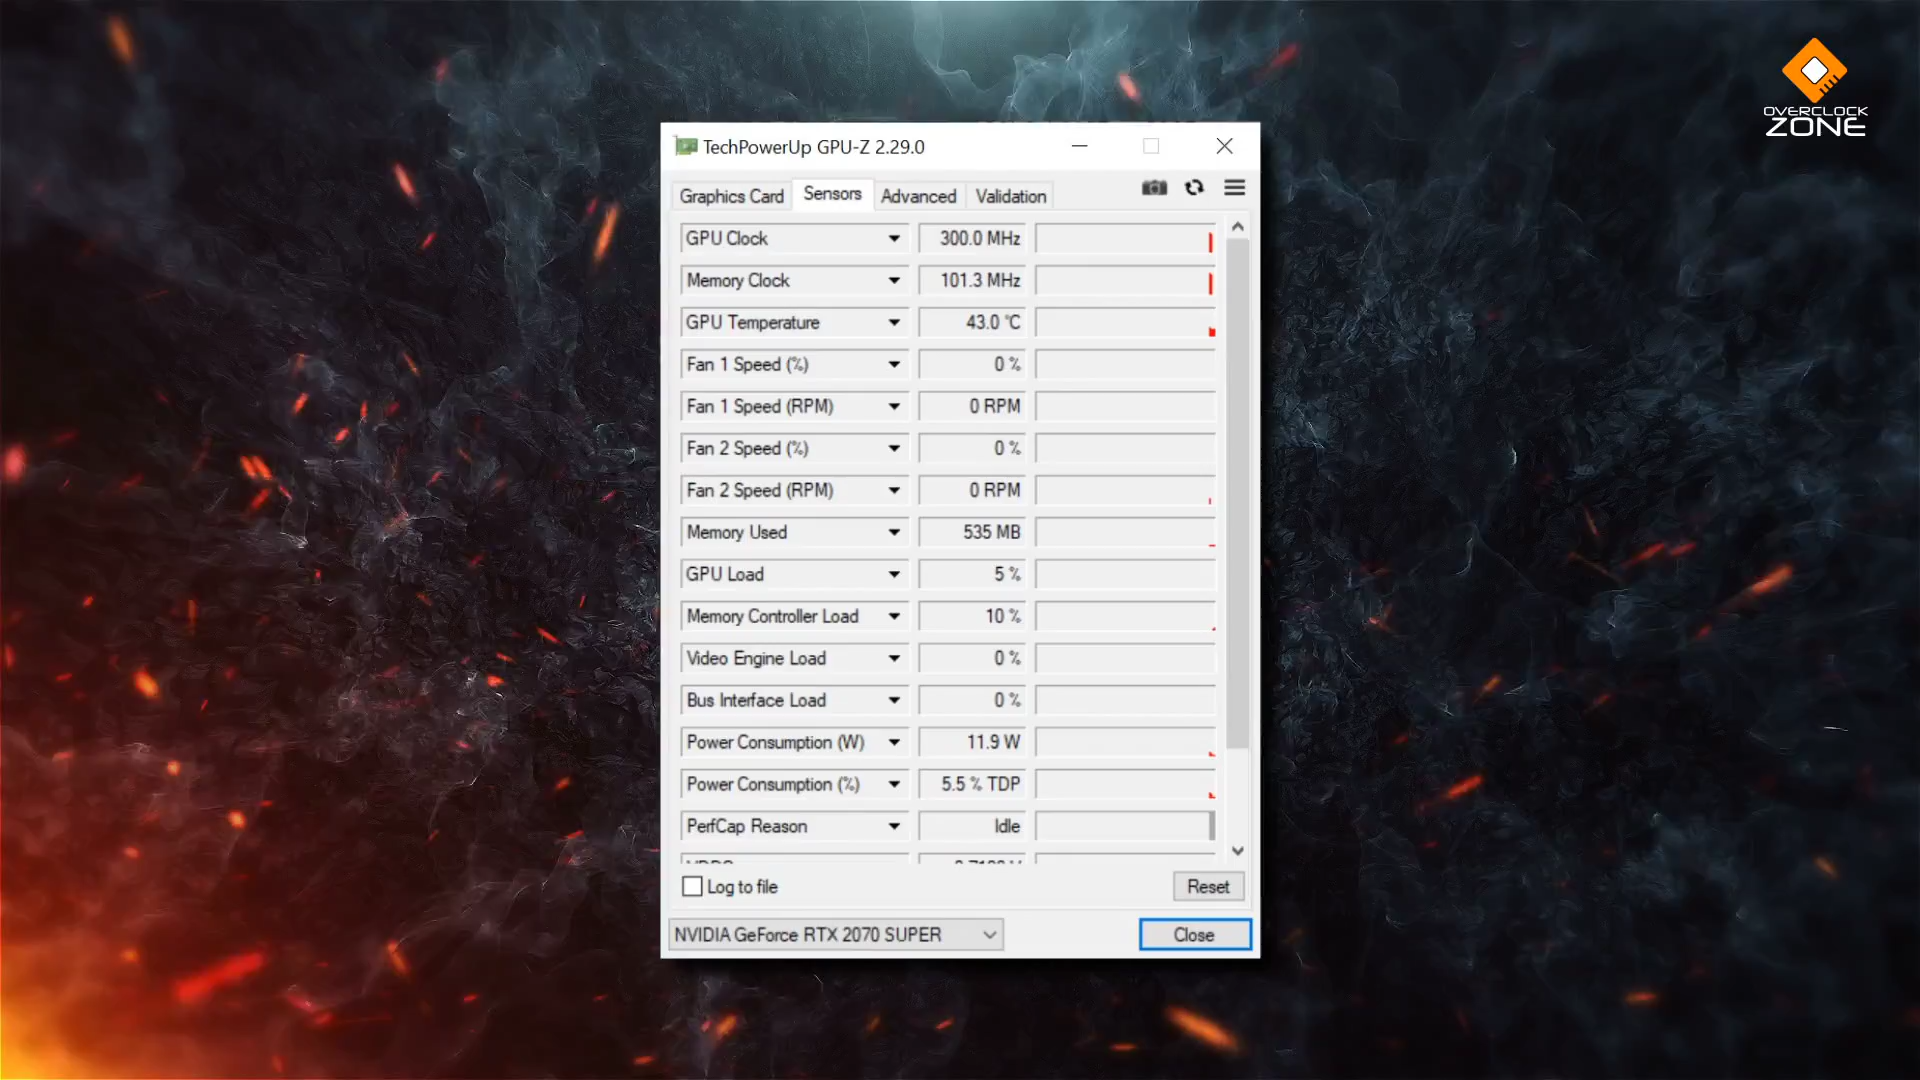 OVERCLOCK
ZONE
TechPowerUp GPU-Z 2.29.0
Graphics Card Sensors Advanced Validation
GPU Clock 300.0 MHz
Memory Clock 101.3 MHz
GPU Temperature 43.0 °C
Fan 1 Speed (%) 0 %
Fan 1 Speed (RPM) 0 RPM
Fan 2 Speed (%) 0 %
Fan 2 Speed (RPM) 0 RPM
Memory Used 535 MB
GPU Load 5 %
Memory Controller Load 10 %
Video Engine Load 0 %
Bus Interface Load 0 %
Power Consumption (W) 11.9 W
Power Consumption (%) 5.5 % TDP
PerfCap Reason Idle
Log to file Reset
NVIDIA GeForce RTX 2070 SUPER Close